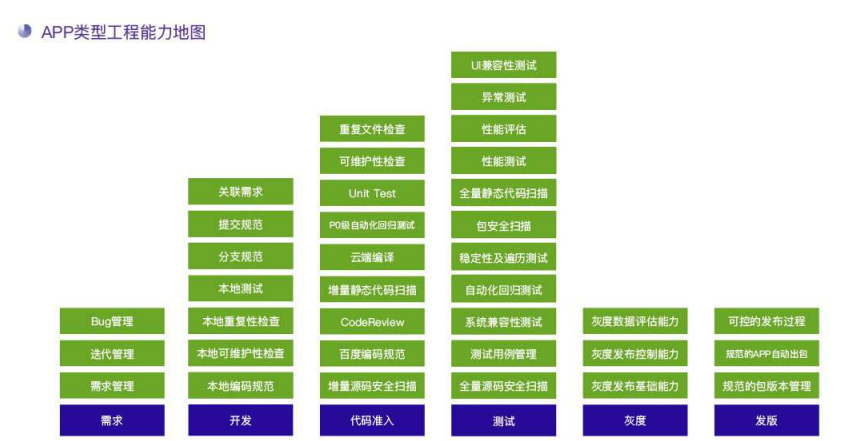 APP类型工程能力地图
UI兼容性测试
异常测试
重复文件检查 性能评估
可维护性检查 性能测试
关联需求 Unit Test 全量静态代码扫描
提交规范 P0级自动化回归测试 包安全扫描
分支规范 云端编译 稳定性及遍历测试
本地测试 增量静态代码扫描 自动化回归测试
Bug管理 本地重复性检查 CodeReview 系统兼容性测试 灰度数据评估能力 可控的发布过程
迭代管理 本地可维护性检查 百度编码规范 测试用例管理 灰度发布控制能力 规范的APP自动出包
需求管理 本地编码规范 增量源码安全扫描 全量源码安全扫描 灰度发布基础能力 规范的包版本管理
需求 开发 代码准入 测试 灰度 发版